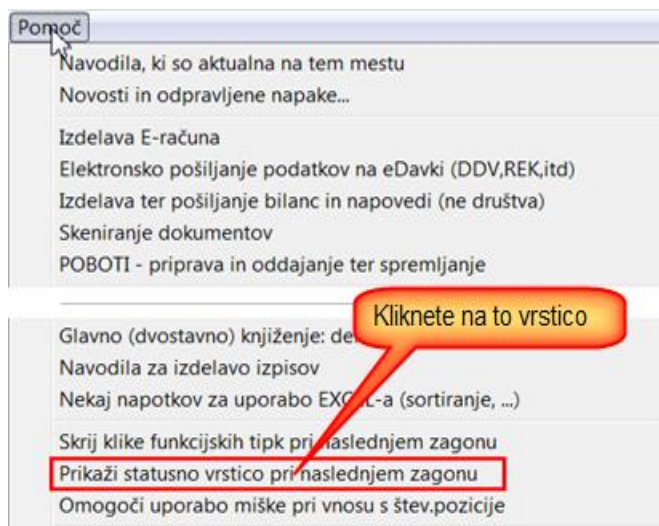 Pomoč
Navodila, ki so aktualna na tem mestu
Novosti in odpravljene napake...
Izdelava E-računa
Elektronsko pošiljanje podatkov na eDavki (DDV,REK,itd)
Izdelava ter pošiljanje bilanc in napovedi (ne društva)
Skeniranje dokumentov
POBOTI - priprava in oddajanje ter spremljanje
Kliknete na to vrstico
Glavno (dvostavno) knjiženje:
Navodila za izdelavo izpisov
Nekaj napotkov za uporabo EXCEL-a (sortiranje, ...)
Skrij klike funkcijskih tipk pri naslednjem zagonu
Prikaži statusno vrstico pri naslednjem zagonu
Omogoči uporabo miške pri vnosu s štev.pozicije